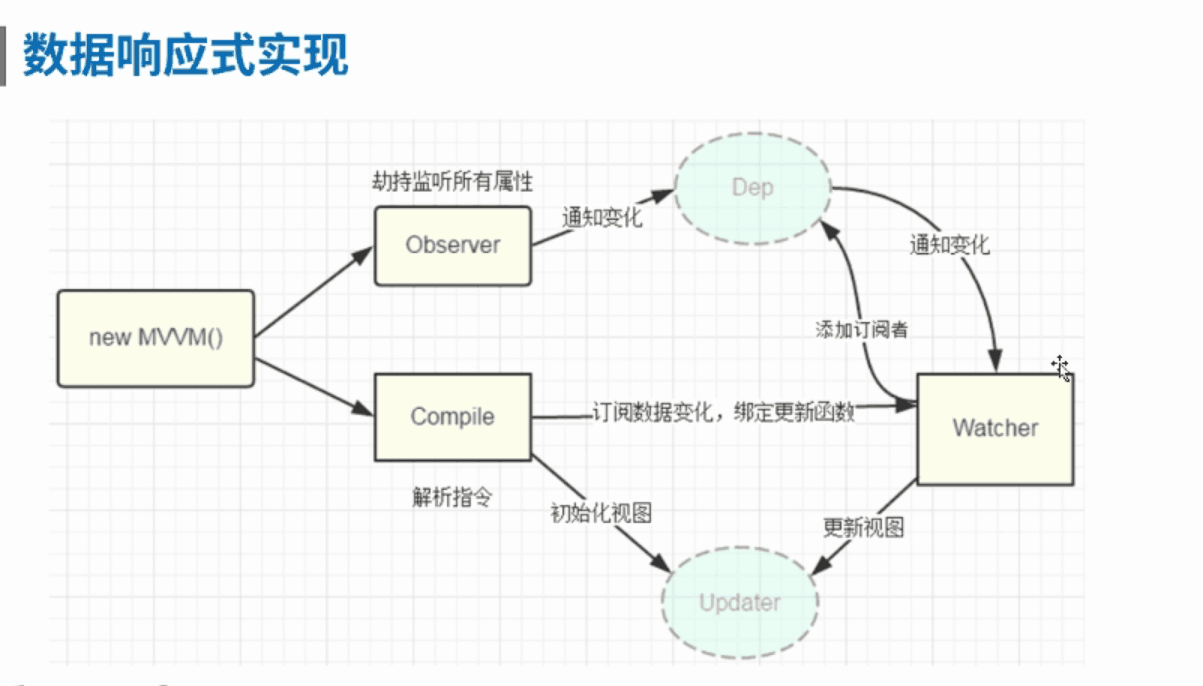 数据响应式实现
劫持监听所有属性
Dep
通知变化
Observer
通知变化
new MVVM()
添加订阅者
Compile
订阅数据变化，绑定更新函数
Watcher
解析指令
初始化视图
更新视图
Updater